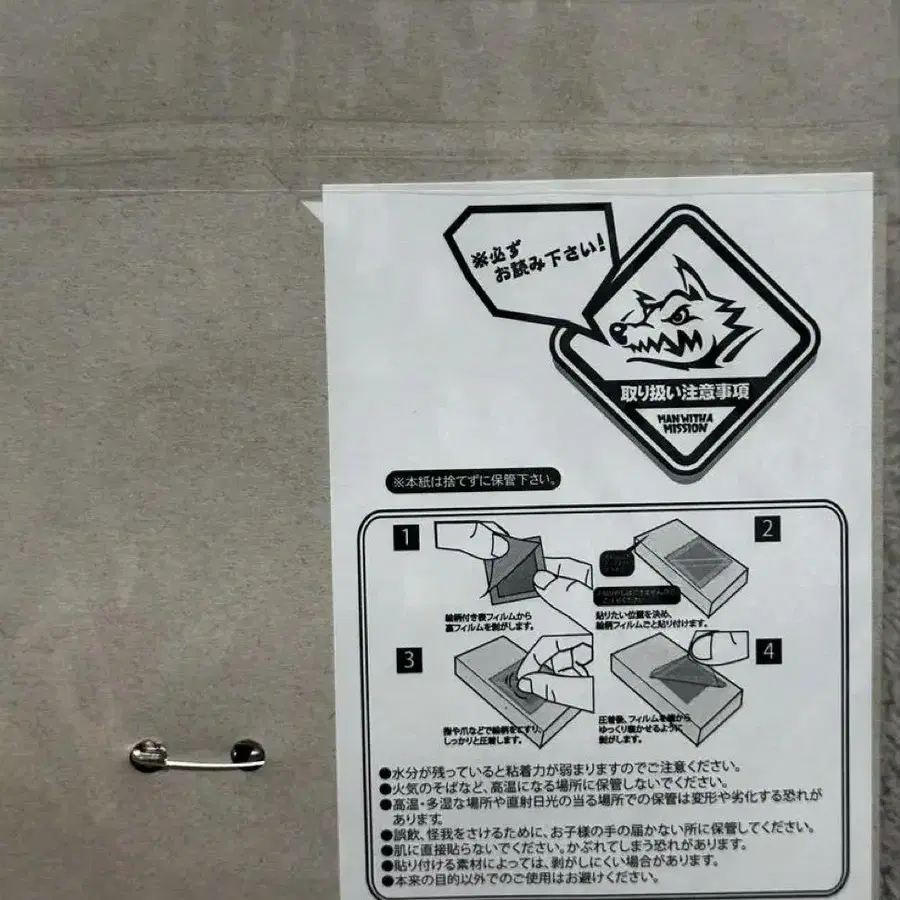 ※必ず
お読み下さい!
取り扱い注意事項
MAN WITH A
MISSION
※本紙は捨てずに保管下さい。
1
2
絵柄付き表フィルムから
裏フィルムを剥がします。
貼りたい位置を決め、
絵柄フィルムごと貼り付けます。
3
4
指や爪などで絵柄をこすり、
しっかりと圧着します。
圧着後、フィルムを端から
ゆっくり寝かせるように
剥がします。
●水分が残っていると粘着力が弱まりますのでご注意ください。
●火気のそばなど、高温になる場所に保管しないでください。
●高温・多湿な場所や直射日光の当る場所での保管は変形や劣化する恐れが
あります。
●誤飲、怪我をさけるために、お子様の手の届かない所に保管してください。
●肌に直接貼らないでください。かぶれてしまう恐れがあります。
●貼り付ける素材によっては、剥がしにくい場合があります。
●本来の目的以外でのご使用はお避けください。